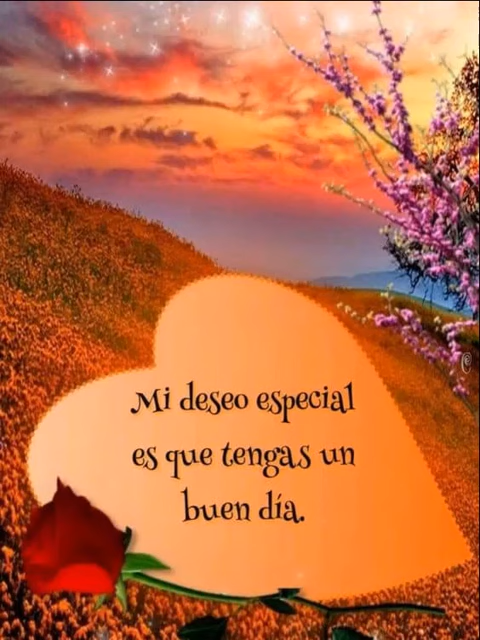 Mi deseo especial
es que tengas un
buen día.